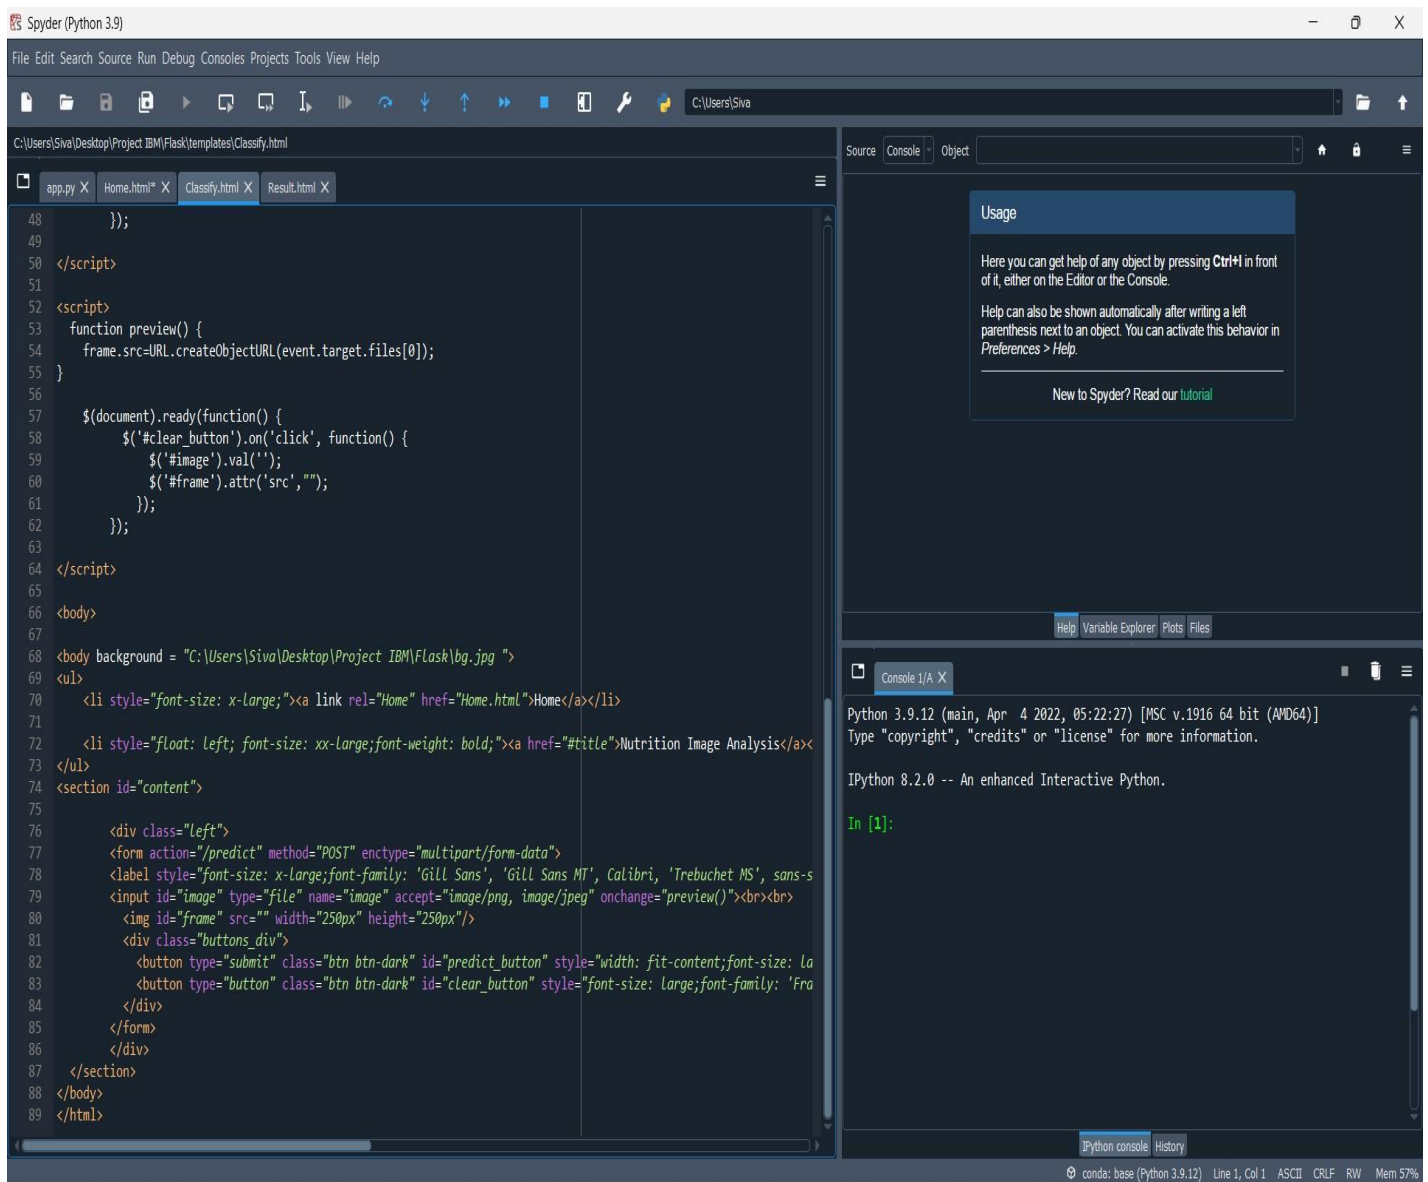 Spyder (Python 3.9)
File Edit Search Source Run Debug Consoles Projects Tools View Help
C:\Users\Siva
C:\Users\Siva\Desktop\Project IBM\Flask\templates\Classify.html
app.py X Home.html* X Classify.html X Result.html X
48 });
49
50 </script>
51
52 <script>
53 function preview() {
54 frame.src=URL.createObjectURL(event.target.files[0]);
55 }
56
57 $(document).ready(function() {
58 $('#clear_button').on('click', function() {
59 $('#image').val('');
60 $('#frame').attr('src',"");
61 });
62 });
63
64 </script>
65
66 <body>
67
68 <body background = "C:\Users\Siva\Desktop\Project IBM\Flask\bg.jpg ">
69 <ul>
70 <li style="font-size: x-large;"><a link rel="Home" href="Home.html">Home</a></li>
71
72 <li style="float: left; font-size: xx-large;font-weight: bold;"><a href="#title">Nutrition Image Analysis</a><
73 </ul>
74 <section id="content">
75
76 <div class="left">
77 <form action="/predict" method="POST" enctype="multipart/form-data">
78 <label style="font-size: x-large;font-family: 'Gill Sans', 'Gill Sans MT', Calibri, 'Trebuchet MS', sans-s
79 <input id="image" type="file" name="image" accept="image/png, image/jpeg" onchange="preview()"><br><br>
80 <img id="frame" src="" width="250px" height="250px"/>
81 <div class="buttons_div">
82 <button type="submit" class="btn btn-dark" id="predict_button" style="width: fit-content;font-size: la
83 <button type="button" class="btn btn-dark" id="clear_button" style="font-size: large;font-family: 'Fra
84 </div>
85 </form>
86 </div>
87 </section>
88 </body>
89 </html>
Source Console Object
Usage
Here you can get help of any object by pressing Ctrl+I in front
of it, either on the Editor or the Console.
Help can also be shown automatically after writing a left
parenthesis next to an object. You can activate this behavior in
Preferences > Help.
New to Spyder? Read our tutorial
Help Variable Explorer Plots Files
Console 1/A X
Python 3.9.12 (main, Apr  4 2022, 05:22:27) [MSC v.1916 64 bit (AMD64)]
Type "copyright", "credits" or "license" for more information.
IPython 8.2.0 -- An enhanced Interactive Python.
In [1]:
IPython console History
conda: base (Python 3.9.12) Line 1, Col 1 ASCII CRLF RW Mem 57%